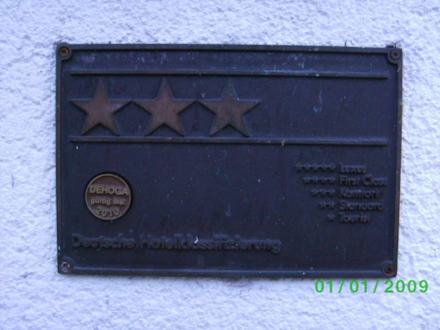 ★★★
★★★★★ Luxus
★★★★ First Class
★★★ Komfort
★★ Standard
★ Tourist
DEHOGA
gültig bis:
2010
Deutsche Hotelklassifizierung
01/01/2009